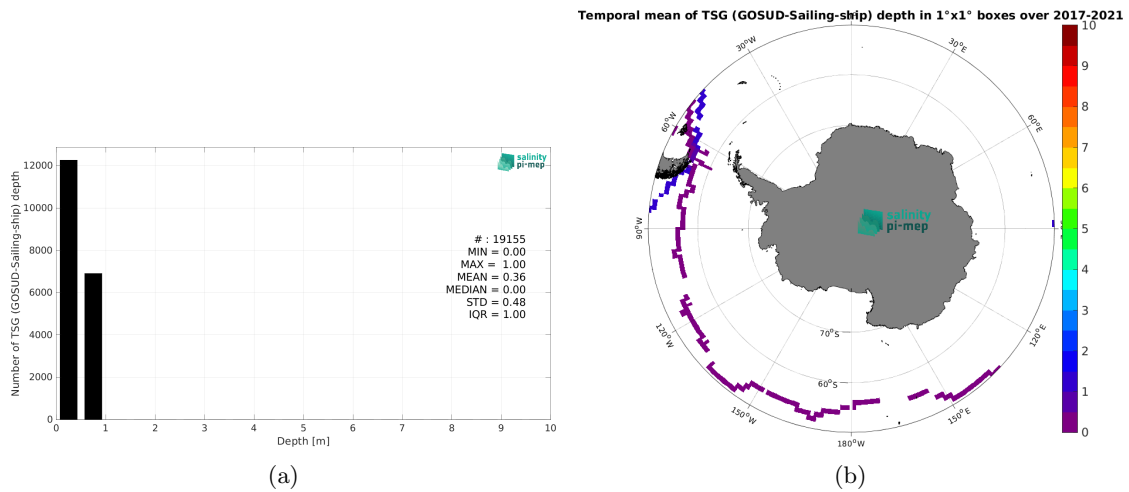 Temporal mean of TSG (GOSUD-Sailing-ship) depth in 1°x1° boxes over 2017-2021
Number of TSG (GOSUD-Sailing-ship) depth
12000
10000
8000
6000
4000
2000
0
salinity
pi-mep
# : 19155
MIN = 0.00
MAX = 1.00
MEAN = 0.36
MEDIAN = 0.00
STD = 0.48
IQR = 1.00
0 1 2 3 4 5 6 7 8 9 10
Depth [m]
(a)
30°W
30°E
60°W
60°E
90°W
120°W
120°E
150°W
150°E
180°W
70°S
60°S
salinity
pi-mep
10
9
8
7
6
5
4
3
2
1
0
(b)